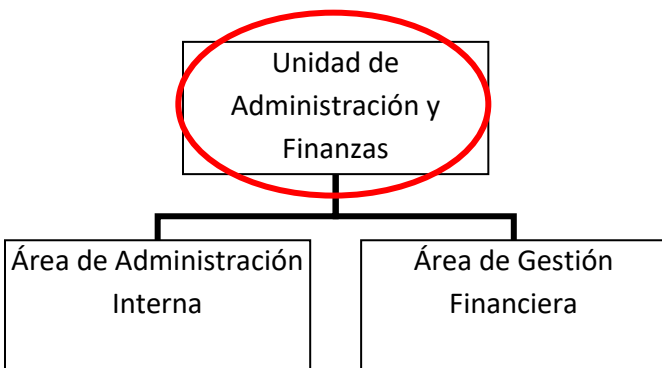 Unidad de
Administración y
Finanzas
Área de Administración
Interna
Área de Gestión
Financiera